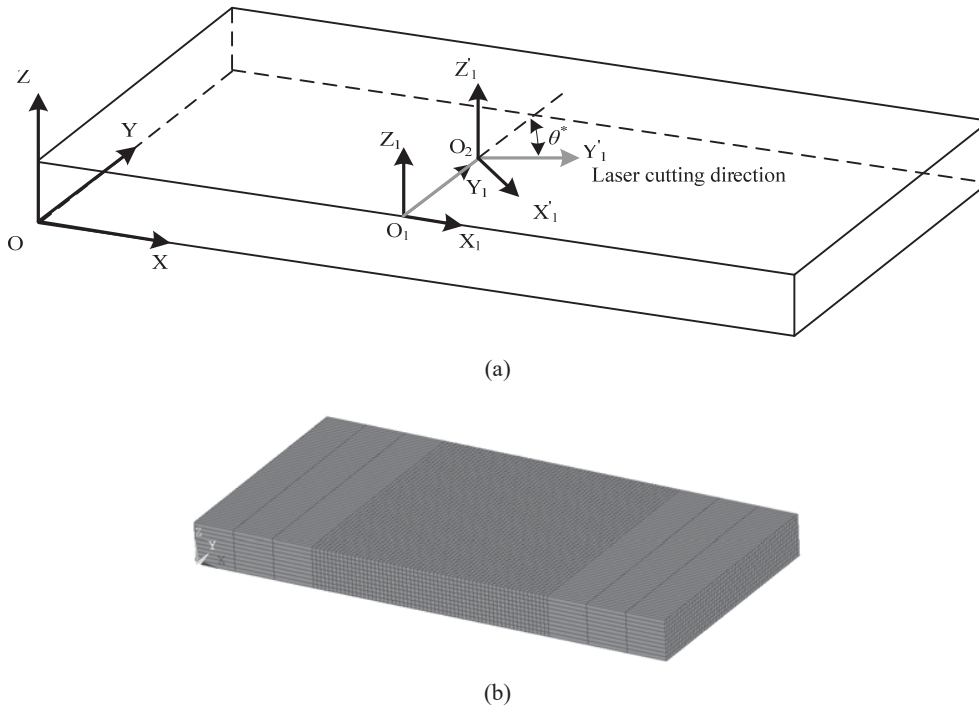 Z
Y
O
X
Z₁
O₁
Y₁
X₁
Z'₁
O₂
θ*
Y'₁
Laser cutting direction
X'₁
(a)
Z
Y
X
(b)